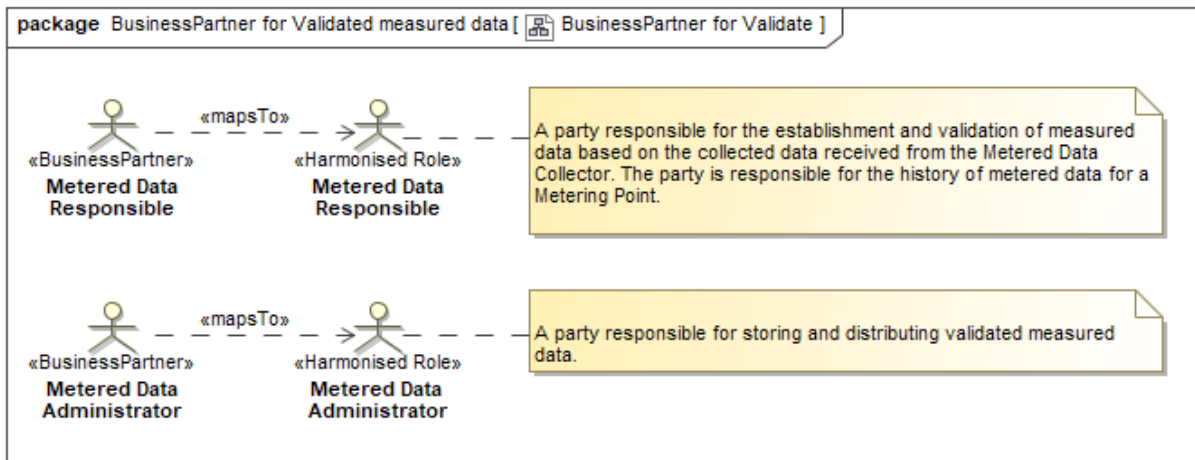 package BusinessPartner for Validated measured data [ BusinessPartner for Validate ]
«mapsTo»
«BusinessPartner»
Metered Data
Responsible
«Harmonised Role»
Metered Data
Responsible
A party responsible for the establishment and validation of measured
data based on the collected data received from the Metered Data
Collector. The party is responsible for the history of metered data for a
Metering Point.
«mapsTo»
«BusinessPartner»
Metered Data
Administrator
«Harmonised Role»
Metered Data
Administrator
A party responsible for storing and distributing validated measured
data.